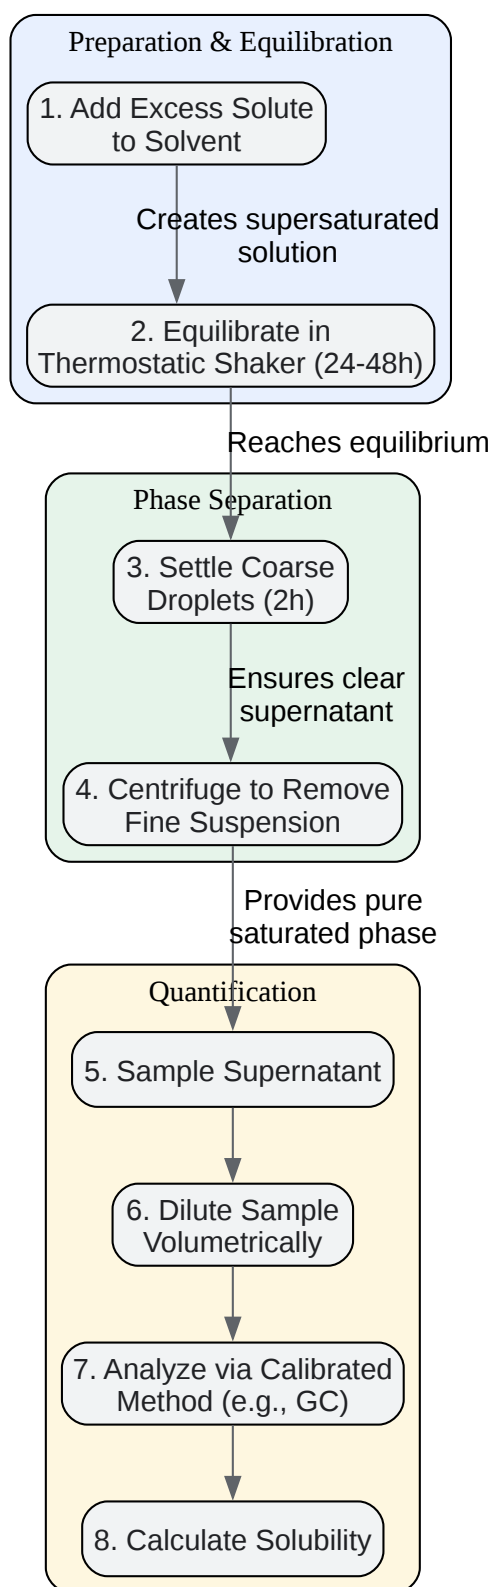 Preparation & Equilibration
1. Add Excess Solute
to Solvent
Creates supersaturated
solution
2. Equilibrate in
Thermostatic Shaker (24-48h)
Reaches equilibrium
Phase Separation
3. Settle Coarse
Droplets (2h)
Ensures clear
supernatant
4. Centrifuge to Remove
Fine Suspension
Provides pure
saturated phase
Quantification
5. Sample Supernatant
6. Dilute Sample
Volumetrically
7. Analyze via Calibrated
Method (e.g., GC)
8. Calculate Solubility